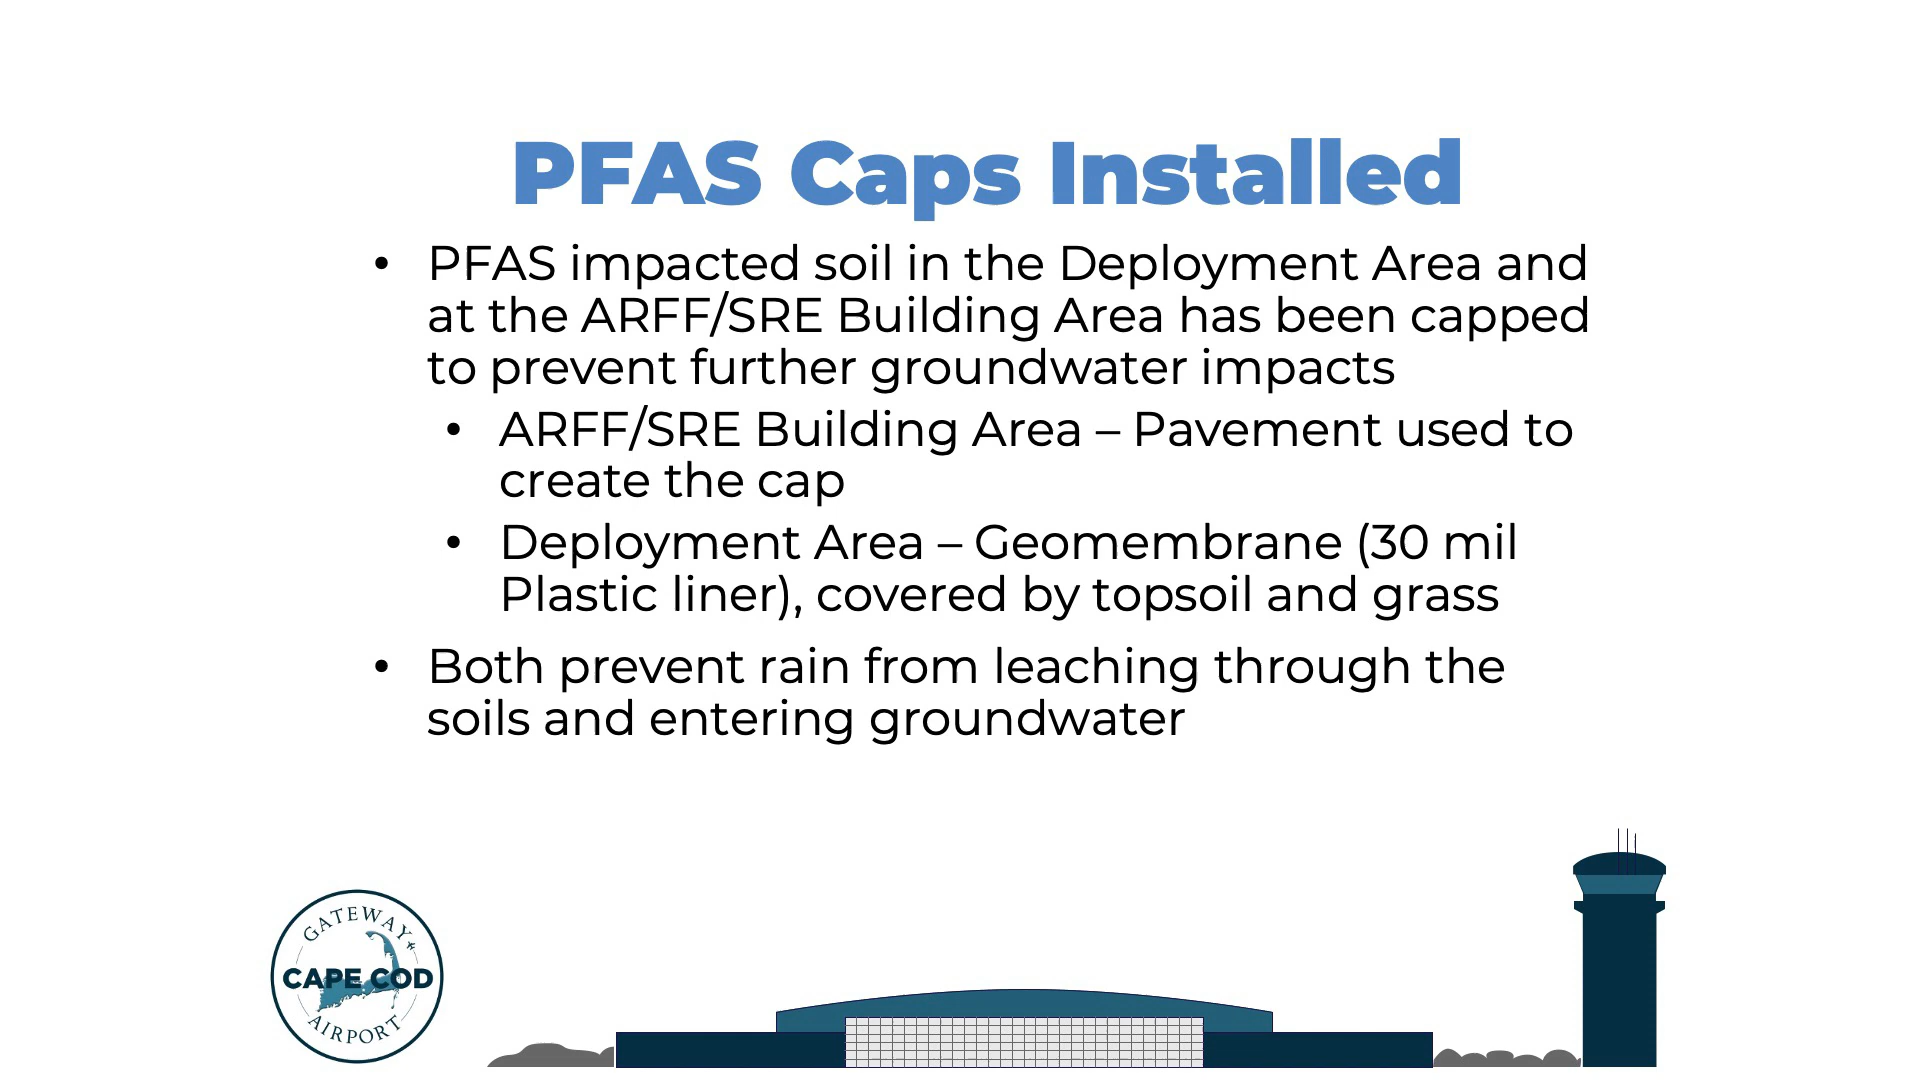 PFAS Caps Installed
• PFAS impacted soil in the Deployment Area and
at the ARFF/SRE Building Area has been capped
to prevent further groundwater impacts
• ARFF/SRE Building Area – Pavement used to
create the cap
• Deployment Area – Geomembrane (30 mil
Plastic liner), covered by topsoil and grass
• Both prevent rain from leaching through the
soils and entering groundwater
GATEWAY
CAPE COD
AIRPORT